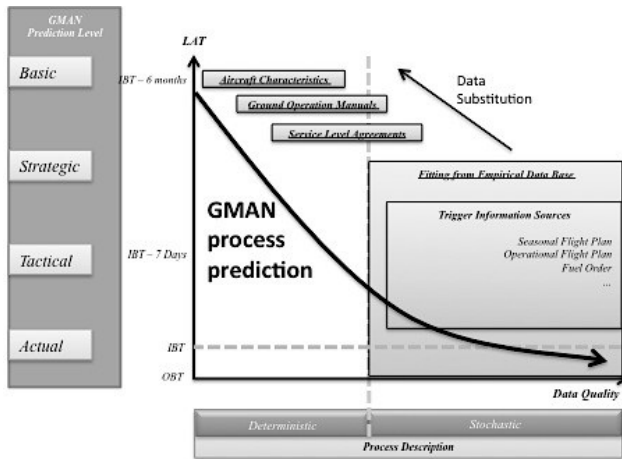 GMAN
Prediction Level
Basic
Strategic
Tactical
Actual
LAT
IBT – 6 months
IBT – 7 Days
IBT
OBT
Aircraft Characteristics
Ground Operation Manuals
Service Level Agreements
Data
Substitution
GMAN
process
prediction
Fitting from Empirical Data Base
Trigger Information Sources
Seasonal Flight Plan
Operational Flight Plan
Fuel Order
...
Data Quality
Deterministic
Stochastic
Process Description